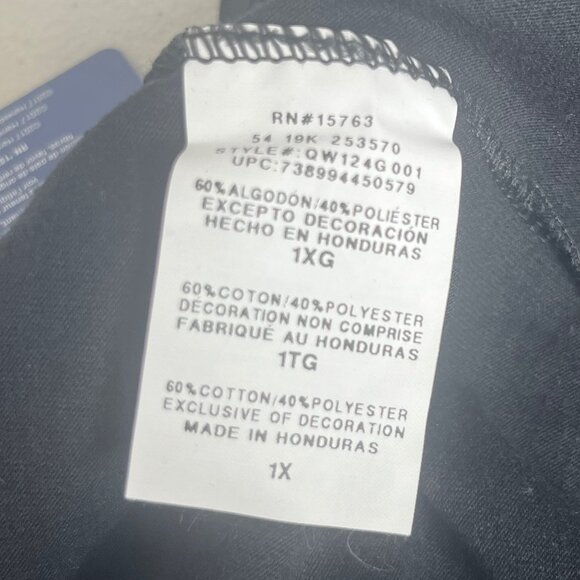 RN#15763
54 19K 253570
STYLE#:QW124G001
UPC:738994450579
60%ALGODÓN/40%POLIÉSTER
EXCEPTO DECORACIÓN
HECHO EN HONDURAS
1XG
60%COTON/40%POLYESTER
DÉCORATION NON COMPRISE
FABRIQUÉ AU HONDURAS
1TG
60%COTTON/40%POLYESTER
EXCLUSIVE OF DECORATION
MADE IN HONDURAS
1X